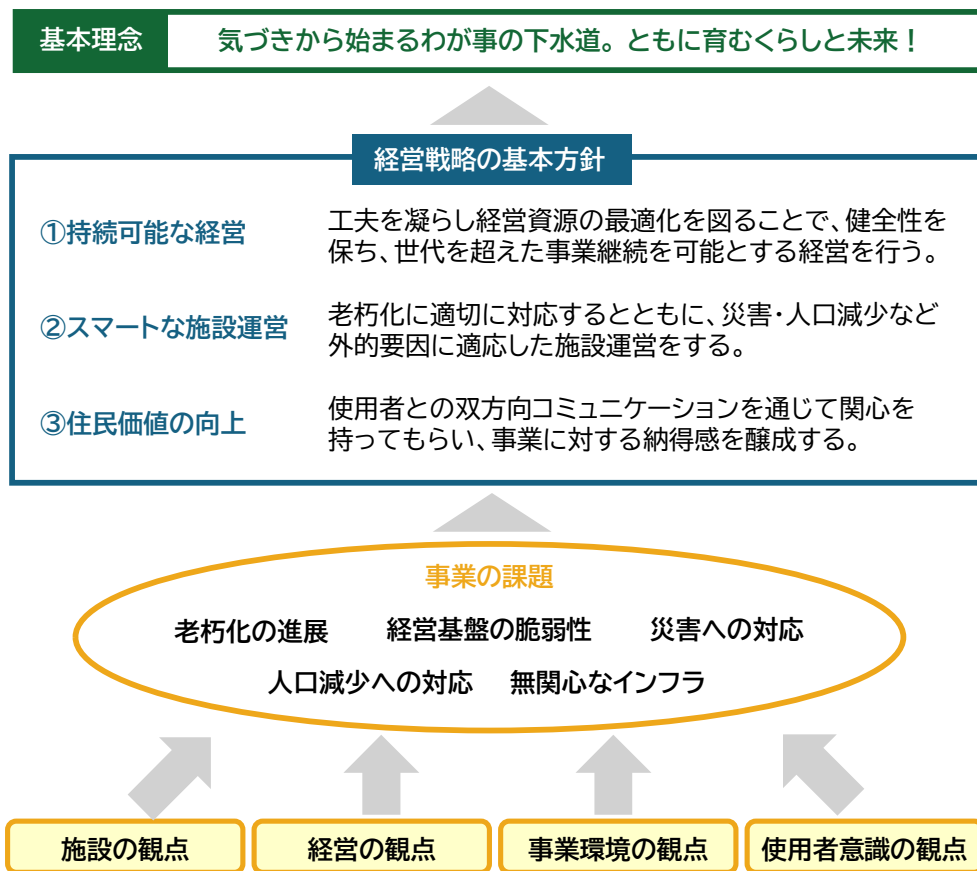 基本理念
気づきから始まるわが事の下水道。ともに育むくらしと未来！
経営戦略の基本方針
①持続可能な経営
工夫を凝らし経営資源の最適化を図ることで、健全性を
保ち、世代を超えた事業継続を可能とする経営を行う。
②スマートな施設運営
老朽化に適切に対応するとともに、災害・人口減少など
外的要因に適応した施設運営をする。
③住民価値の向上
使用者との双方向コミュニケーションを通じて関心を
持ってもらい、事業に対する納得感を醸成する。
事業の課題
老朽化の進展 経営基盤の脆弱性 災害への対応
人口減少への対応 無関心なインフラ
施設の観点 経営の観点 事業環境の観点 使用者意識の観点